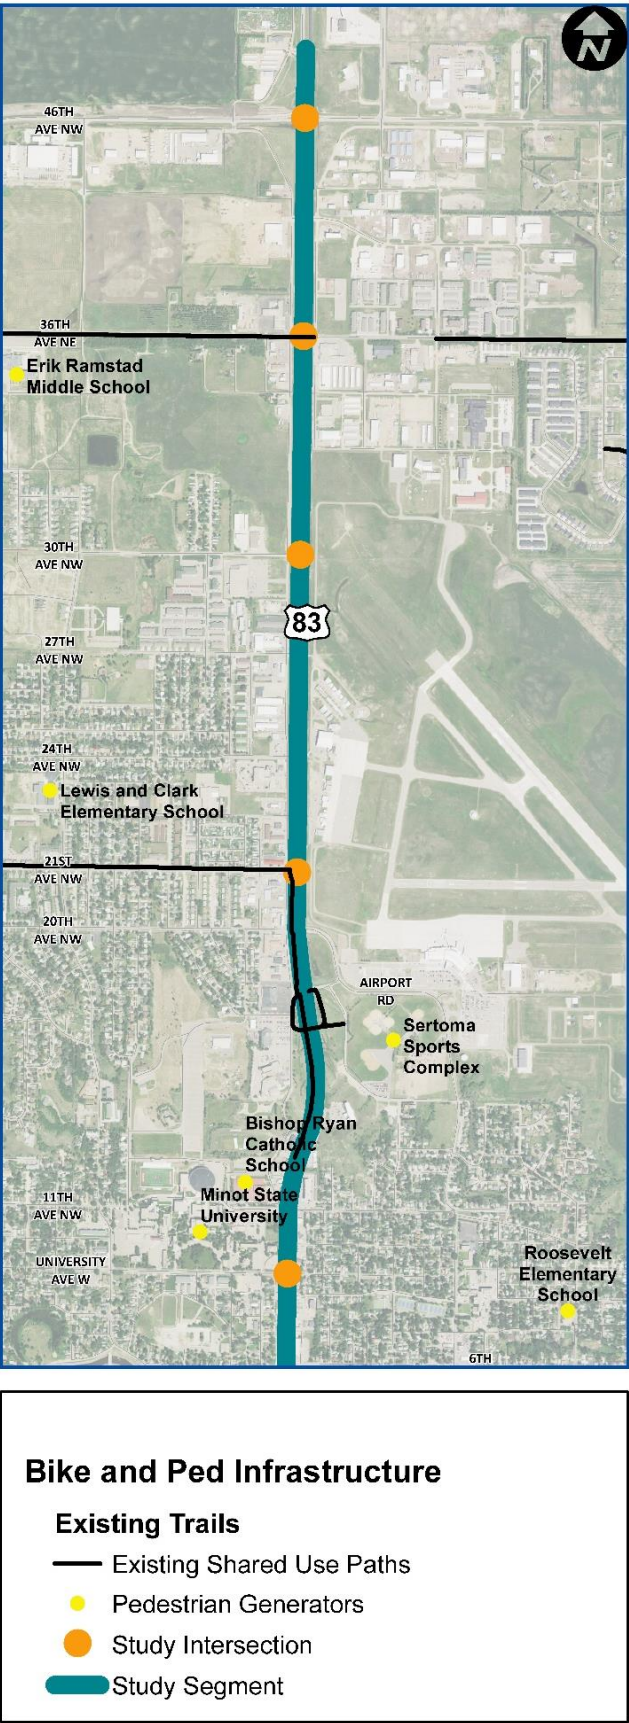 N
46TH
AVE NW
36TH
AVE NE
Erik Ramstad
Middle School
30TH
AVE NW
83
27TH
AVE NW
24TH
AVE NW
Lewis and Clark
Elementary School
21ST
AVE NW
20TH
AVE NW
AIRPORT
RD
Sertoma
Sports
Complex
Bishop Ryan
Catholic
School
11TH
AVE NW
Minot State
University
UNIVERSITY
AVE W
Roosevelt
Elementary
School
6TH
Bike and Ped Infrastructure
Existing Trails
Existing Shared Use Paths
Pedestrian Generators
Study Intersection
Study Segment